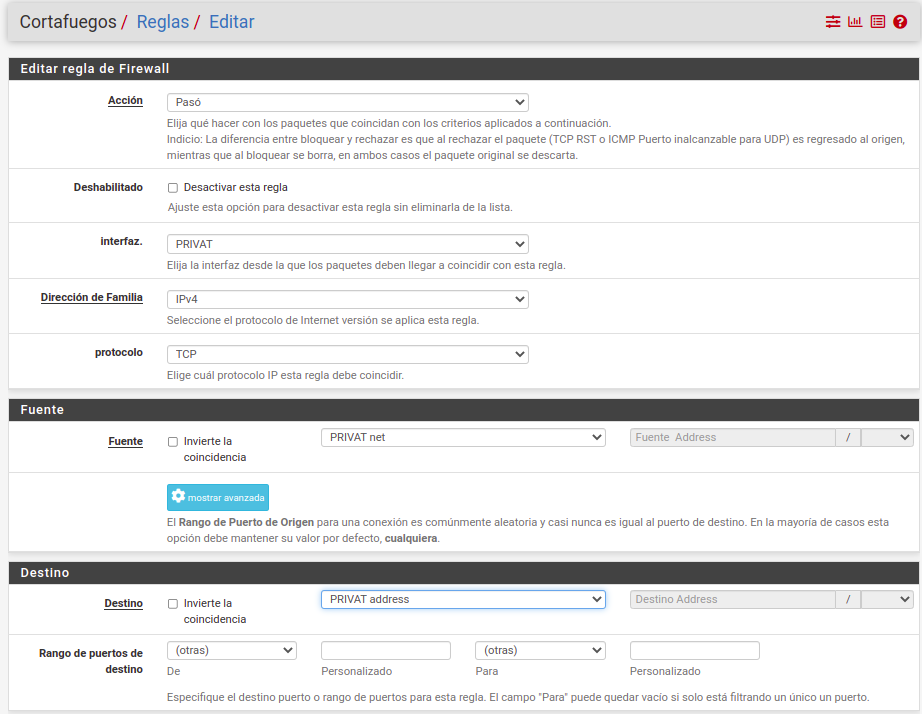 Cortafuegos / Reglas / Editar
Editar regla de Firewall
Acción
Pasó
Elija qué hacer con los paquetes que coincidan con los criterios aplicados a continuación.
Indicio: La diferencia entre bloquear y rechazar es que al rechazar el paquete (TCP RST o ICMP Puerto inalcanzable para UDP) es regresado al origen,
mientras que al bloquear se borra, en ambos casos el paquete original se descarta.
Deshabilitado
Desactivar esta regla
Ajuste esta opción para desactivar esta regla sin eliminarla de la lista.
interfaz.
PRIVAT
Elija la interfaz desde la que los paquetes deben llegar a coincidir con esta regla.
Dirección de Familia
IPv4
Seleccione el protocolo de Internet versión se aplica esta regla.
protocolo
TCP
Elige cuál protocolo IP esta regla debe coincidir.
Fuente
Fuente
Invierte la
coincidencia
PRIVAT net
Fuente Address
/
mostrar avanzada
El Rango de Puerto de Origen para una conexión es comúnmente aleatoria y casi nunca es igual al puerto de destino. En la mayoría de casos esta
opción debe mantener su valor por defecto, cualquiera.
Destino
Destino
Invierte la
coincidencia
PRIVAT address
Destino Address
/
Rango de puertos de
destino
(otras)
(otras)
De
Personalizado
Para
Personalizado
Especifique el destino puerto o rango de puertos para esta regla. El campo "Para" puede quedar vacío si solo está filtrando un único un puerto.